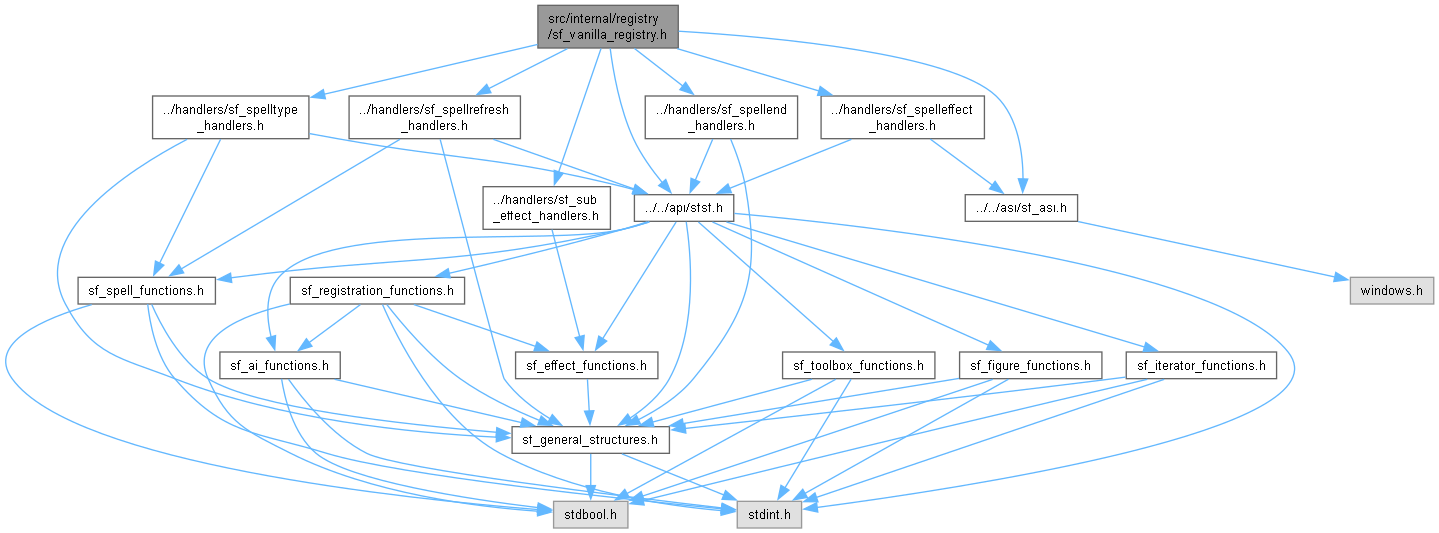 src/internal/registry
/sf_vanilla_registry.h
../handlers/sf_spelltype
_handlers.h
../handlers/sf_spellrefresh
_handlers.h
../handlers/sf_spellend
_handlers.h
../handlers/sf_spelleffect
_handlers.h
../handlers/sf_sub
_effect_handlers.h
../../api/sfsf.h
../../asi/sf_asi.h
sf_spell_functions.h
sf_registration_functions.h
windows.h
sf_ai_functions.h
sf_effect_functions.h
sf_toolbox_functions.h
sf_figure_functions.h
sf_iterator_functions.h
sf_general_structures.h
stdbool.h
stdint.h